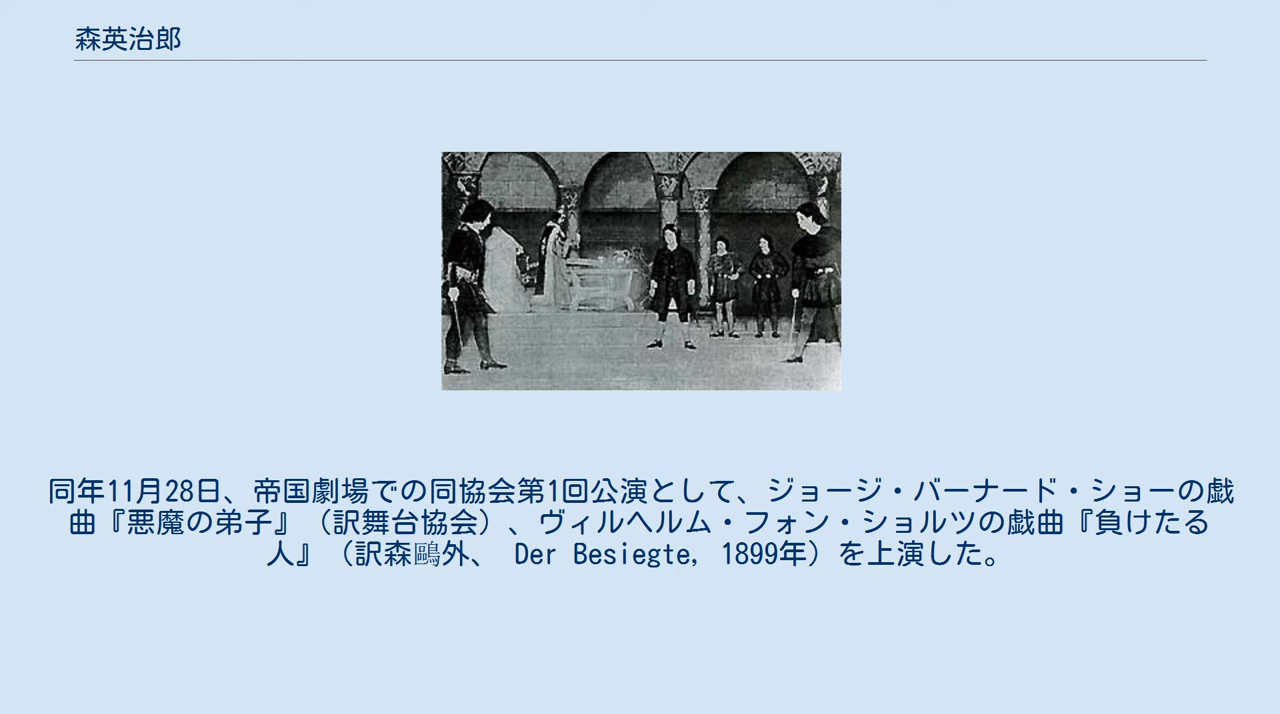 森英治郎
同年11月28日、帝国劇場での同協会第1回公演として、ジョージ・バーナード・ショーの戯
曲『悪魔の弟子』（訳舞台協会）、ヴィルヘルム・フォン・ショルツの戯曲『負けたる
人』（訳森鷗外、 Der Besiegte, 1899年）を上演した。